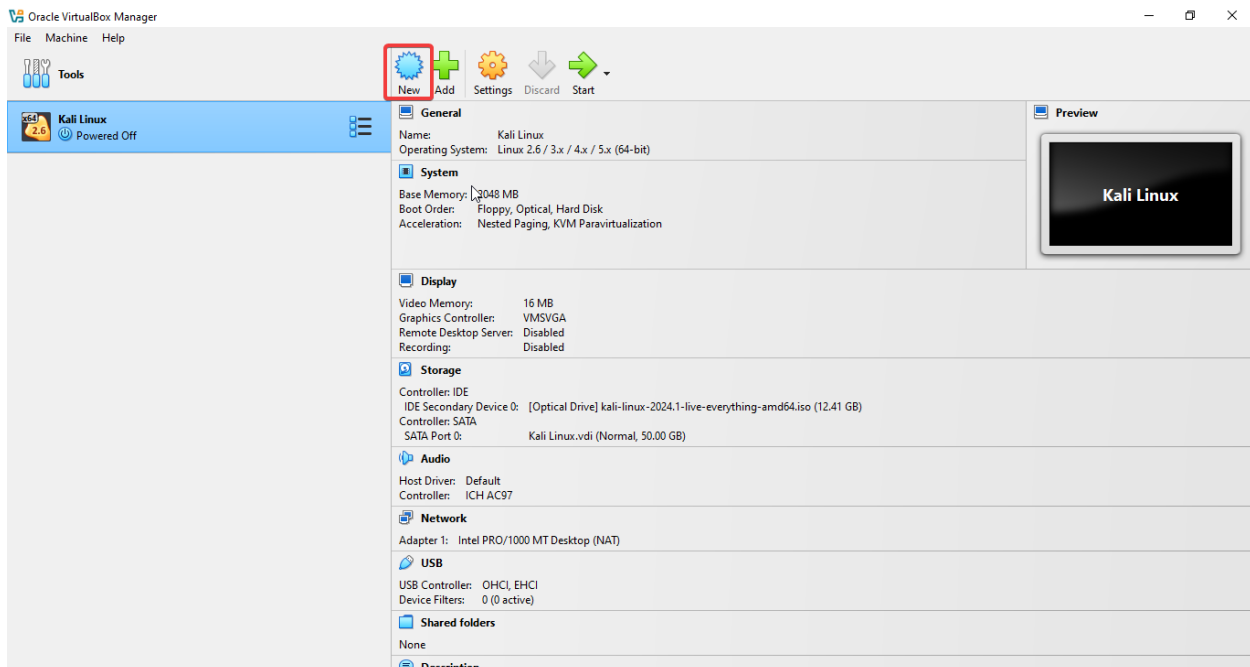 Oracle VirtualBox Manager
File Machine Help
Tools
New Add Settings Discard Start
x64
2.6
Kali Linux
Powered Off
General
Name: Kali Linux
Operating System: Linux 2.6 / 3.x / 4.x / 5.x (64-bit)
Preview
Kali Linux
System
Base Memory: 2048 MB
Boot Order: Floppy, Optical, Hard Disk
Acceleration: Nested Paging, KVM Paravirtualization
Display
Video Memory: 16 MB
Graphics Controller: VMSVGA
Remote Desktop Server: Disabled
Recording: Disabled
Storage
Controller: IDE
IDE Secondary Device 0: [Optical Drive] kali-linux-2024.1-live-everything-amd64.iso (12.41 GB)
Controller: SATA
SATA Port 0: Kali Linux.vdi (Normal, 50.00 GB)
Audio
Host Driver: Default
Controller: ICH AC97
Network
Adapter 1: Intel PRO/1000 MT Desktop (NAT)
USB
USB Controller: OHCI, EHCI
Device Filters: 0 (0 active)
Shared folders
None
Description